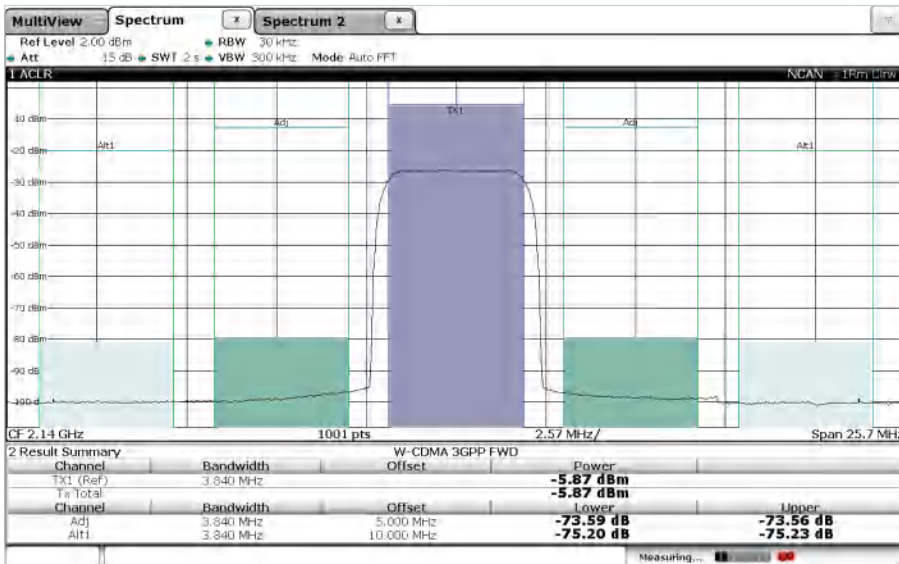 MultiView Spectrum X Spectrum 2 X
Ref Level 2.00 dBm RBW 30 kHz
Att 15 dB SWT 2 s VBW 300 kHz Mode Auto FFT
1 ACLR NCAN 1Rm Clrw
TX1
-10 dBm Adj Adj
Alt1 Alt1
-20 dBm
-30 dBm
-40 dBm
-50 dBm
-60 dBm
-70 dBm
-80 dBm
-90 dB
-100 d
CF 2.14 GHz 1001 pts 2.57 MHz/ Span 25.7 MHz
2 Result Summary W-CDMA 3GPP FWD
Channel Bandwidth Offset Power
TX1 (Ref) 3.840 MHz -5.87 dBm
Tx Total -5.87 dBm
Channel Bandwidth Offset Lower Upper
Adj 3.840 MHz 5.000 MHz -73.59 dB -73.56 dB
Alt1 3.840 MHz 10.000 MHz -75.20 dB -75.23 dB
Measuring...